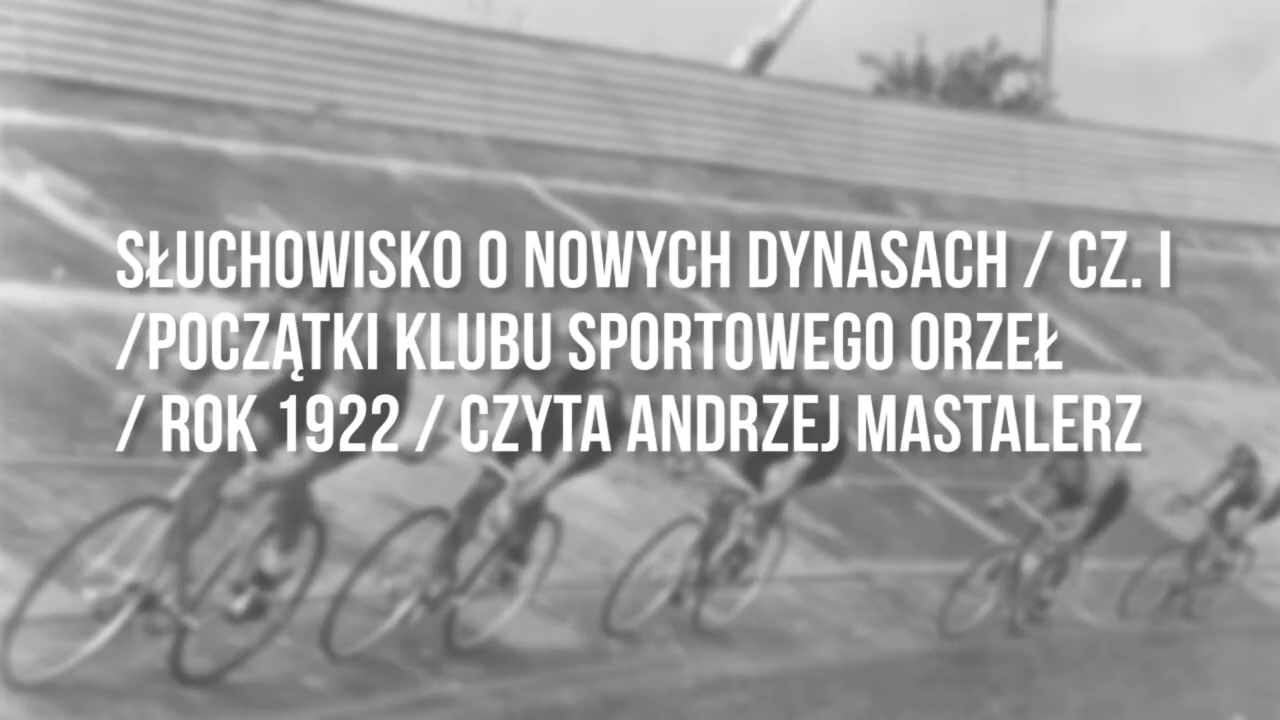 SŁUCHOWISKO O NOWYCH DYNASACH / CZ. I
/POCZĄTKI KLUBU SPORTOWEGO ORZEŁ
/ ROK 1922 / CZYTA ANDRZEJ MASTALERZ